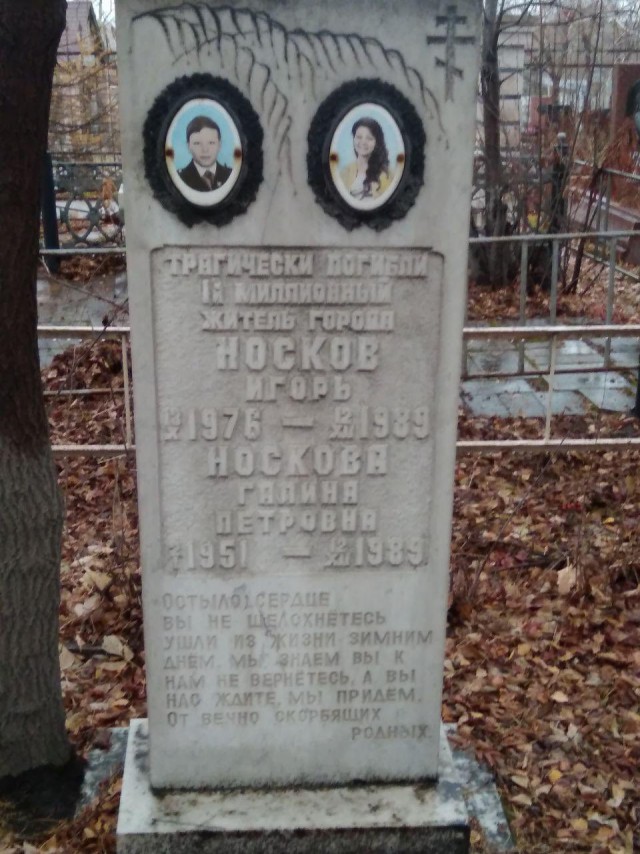 ТРАГИЧЕСКИ ПОГИБЛИ
1й МИЛЛИОННЫЙ
ЖИТЕЛЬ ГОРОДА
НОСКОВ
ИГОРЬ
1976 — 1989
НОСКОВА
ГАЛИНА
ПЕТРОВНА
1951 — 1989
ОСТЫЛО СЕРДЦЕ
ВЫ НЕ ШЕЛОХНЕТЕСЬ
УШЛИ ИЗ ЖИЗНИ ЗИМНИМ
ДНЕМ. МЫ ЗНАЕМ ВЫ К
НАМ НЕ ВЕРНЕТЕСЬ, А ВЫ
НАС ЖДИТЕ, МЫ ПРИДЕМ.
ОТ ВЕЧНО СКОРБЯЩИХ
РОДНЫХ.